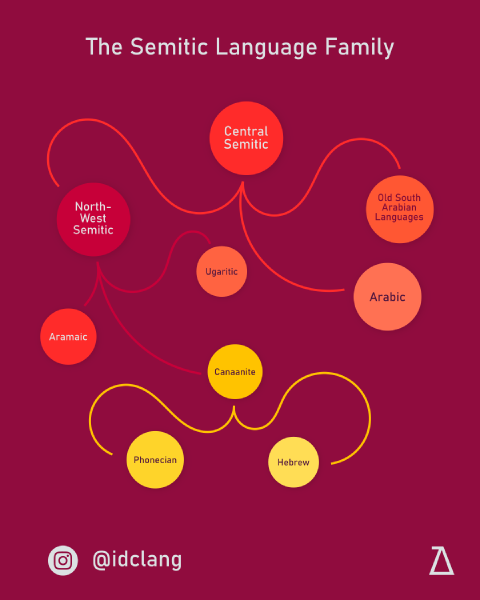 The Semitic Language Family
Central
Semitic
North-
West
Semitic
Old South
Arabian
Languages
Ugaritic
Arabic
Aramaic
Canaanite
Phonecian
Hebrew
@idclang